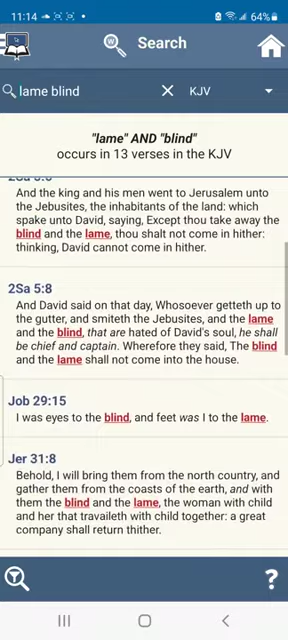 11:14
64%
Search
lame blind
KJV
"lame" AND "blind"
occurs in 13 verses in the KJV
And the king and his men went to Jerusalem unto
the Jebusites, the inhabitants of the land: which
spake unto David, saying, Except thou take away the
blind and the lame, thou shalt not come in hither:
thinking, David cannot come in hither.
2Sa 5:8
And David said on that day, Whosoever getteth up to
the gutter, and smiteth the Jebusites, and the lame
and the blind, that are hated of David's soul, he shall
be chief and captain. Wherefore they said, The blind
and the lame shall not come into the house.
Job 29:15
I was eyes to the blind, and feet was I to the lame.
Jer 31:8
Behold, I will bring them from the north country, and
gather them from the coasts of the earth, and with
them the blind and the lame, the woman with child
and her that travaileth with child together: a great
company shall return thither.
?